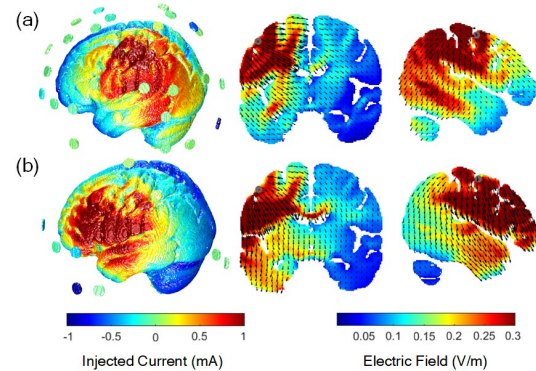 (a)
(b)
-1 -0.5 0 0.5 1
Injected Current (mA)
0.05 0.1 0.15 0.2 0.25 0.3
Electric Field (V/m)